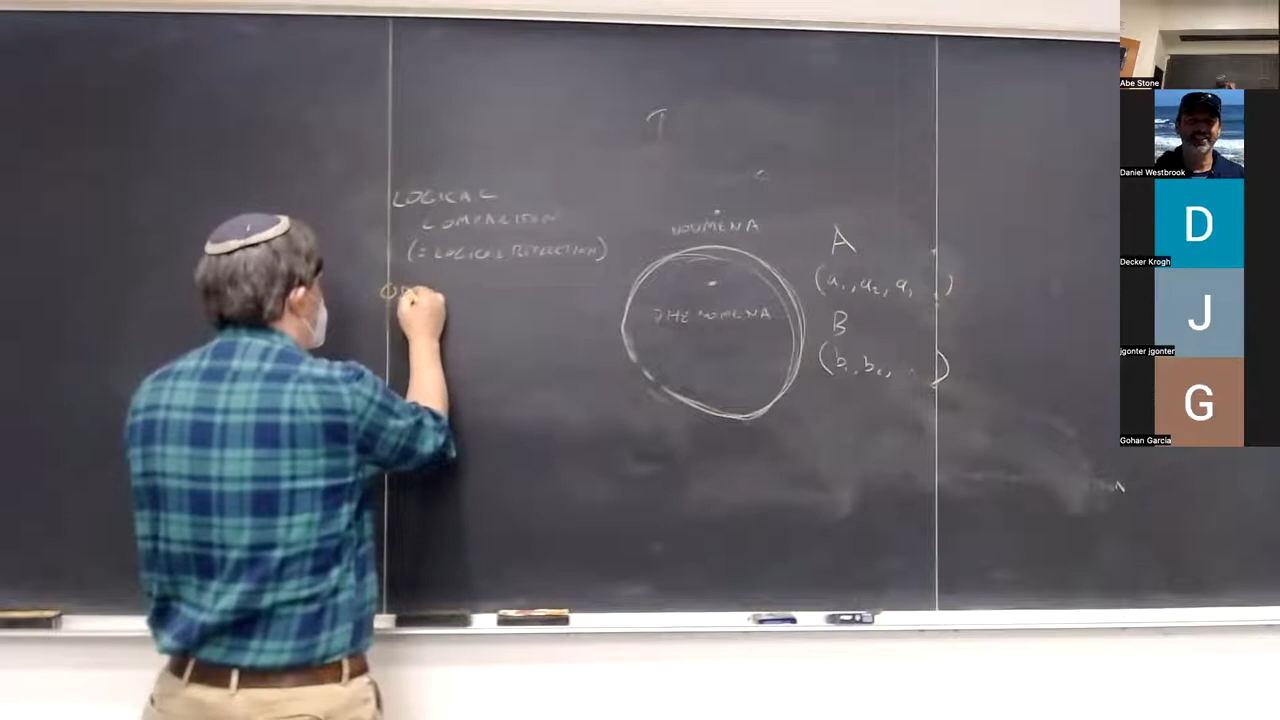 LOGICAL
COMPARISON
(= LOGICAL REFLECTION)
NOUMENA
PHENOMENA
A
(a₁, a₂, a,
B
(b₁, b₂, . . )
Abe Stone
Daniel Westbrook
D
Decker Krogh
J
jgonter jgonter
G
Gohan Garcia